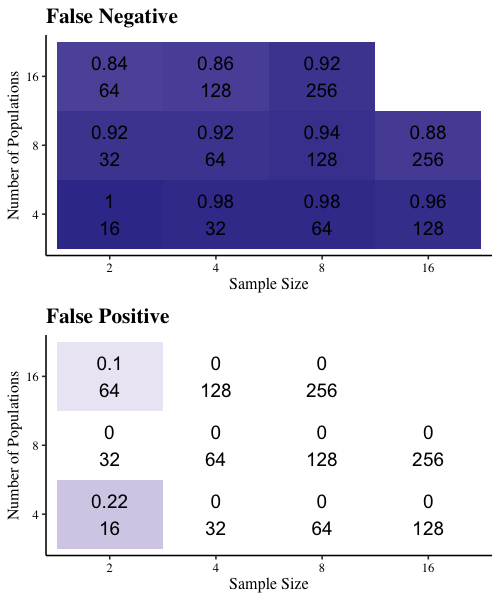 False Negative
Number of Populations
16
0.84 0.86 0.92
64 128 256
8
0.92 0.92 0.94 0.88
32 64 128 256
4
1 0.98 0.98 0.96
16 32 64 128
2 4 8 16
Sample Size
False Positive
Number of Populations
16
0.1 0 0
64 128 256
8
0 0 0 0
32 64 128 256
4
0.22 0 0 0
16 32 64 128
2 4 8 16
Sample Size